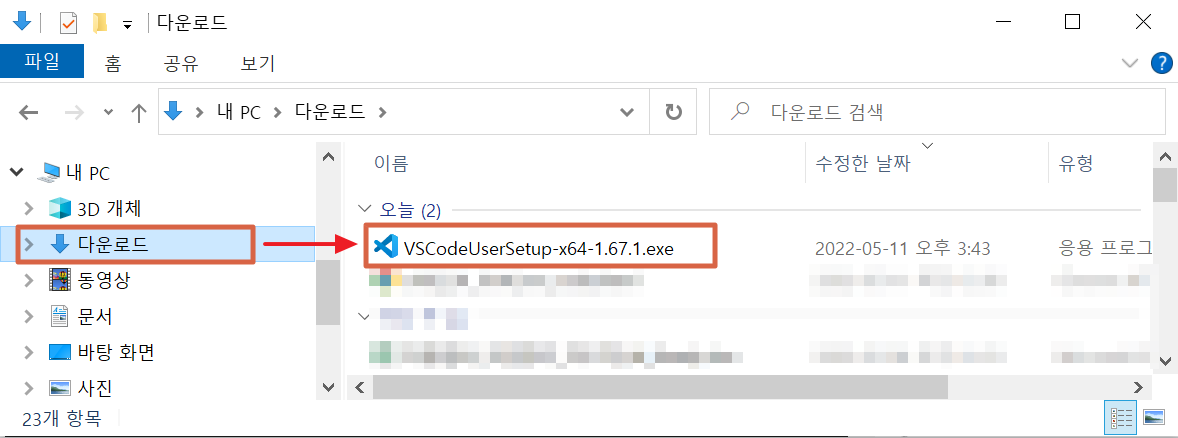 다운로드
파일 홈 공유 보기
내 PC 다운로드 다운로드 검색
이름 수정한 날짜 유형
내 PC
3D 개체
다운로드
동영상
문서
바탕 화면
사진
오늘 (2)
VSCodeUserSetup-x64-1.67.1.exe 2022-05-11 오후 3:43 응용 프로그
23개 항목